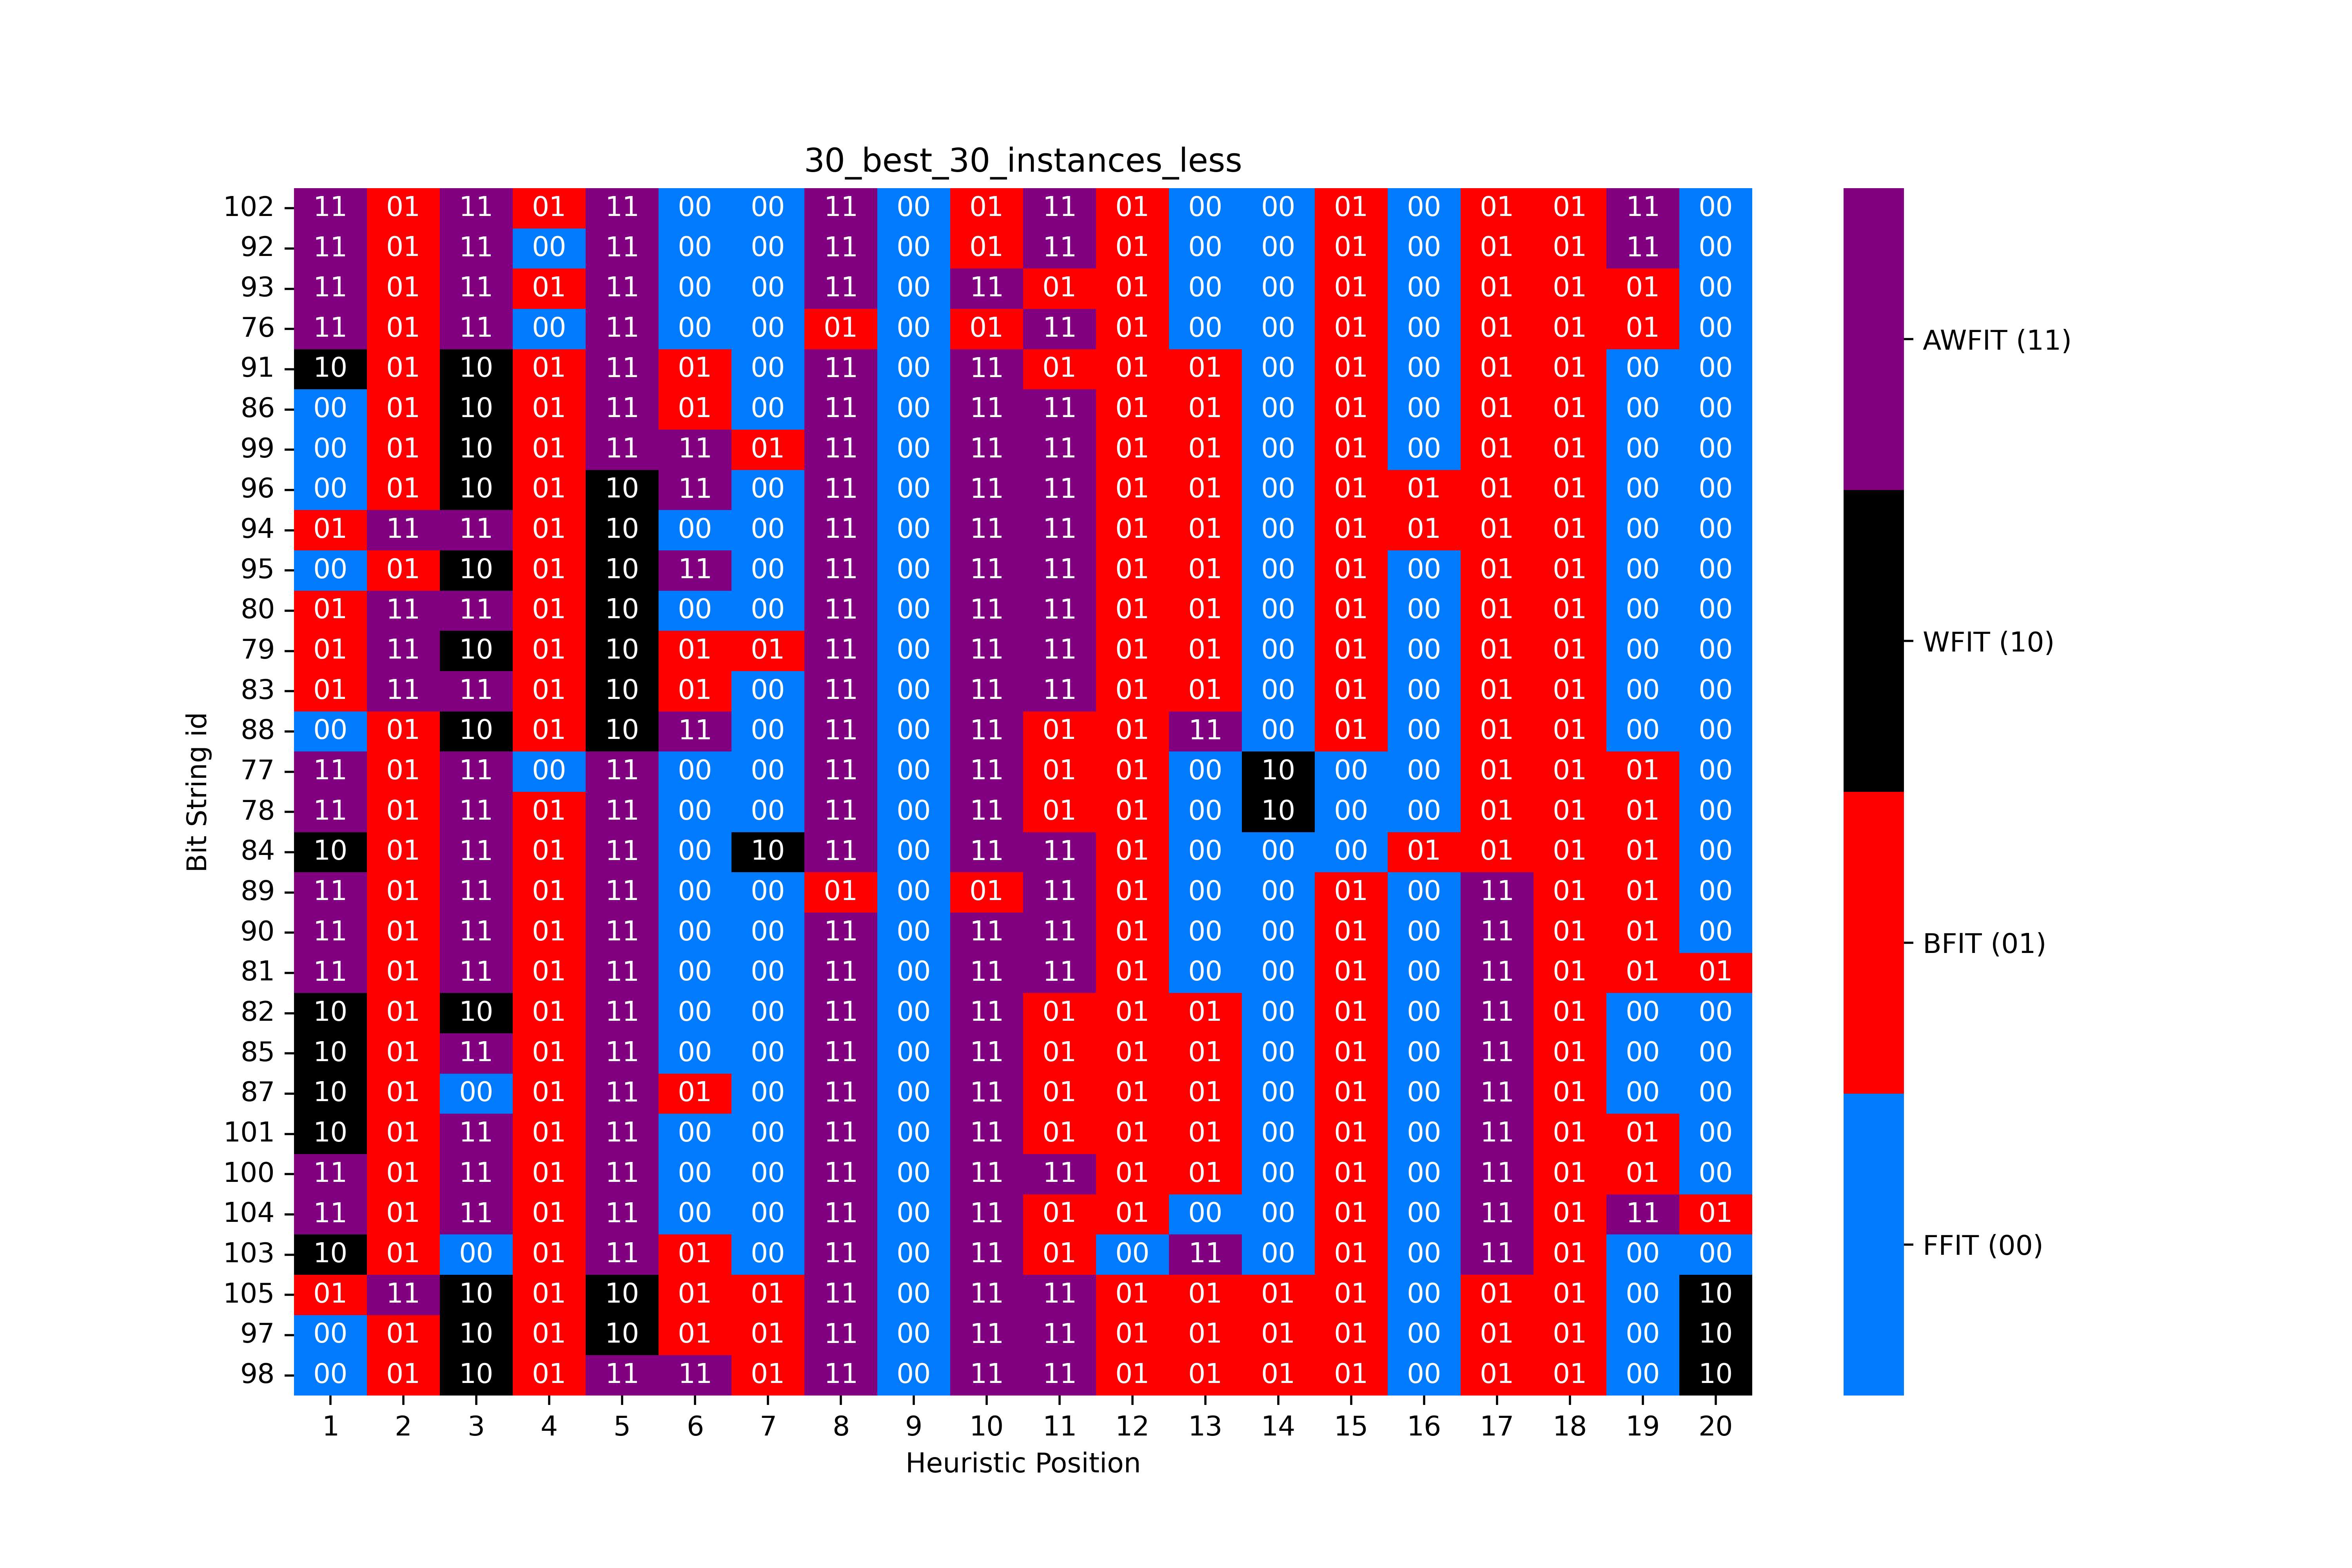 30_best_30_instances_less
102 11 01 11 01 11 00 00 11 00 01 11 01 00 00 01 00 01 01 11 00
92 11 01 11 00 11 00 00 11 00 01 11 01 00 00 01 00 01 01 11 00
93 11 01 11 01 11 00 00 11 00 11 01 01 00 00 01 00 01 01 01 00
76 11 01 11 00 11 00 00 01 00 01 11 01 00 00 01 00 01 01 01 00
91 10 01 10 01 11 01 00 11 00 11 01 01 01 00 01 00 01 01 00 00
86 00 01 10 01 11 01 00 11 00 11 11 01 01 00 01 00 01 01 00 00
99 00 01 10 01 11 11 01 11 00 11 11 01 01 00 01 00 01 01 00 00
96 00 01 10 01 10 11 00 11 00 11 11 01 01 00 01 01 01 01 00 00
94 01 11 11 01 10 00 00 11 00 11 11 01 01 00 01 01 01 01 00 00
95 00 01 10 01 10 11 00 11 00 11 11 01 01 00 01 00 01 01 00 00
80 01 11 11 01 10 00 00 11 00 11 11 01 01 00 01 00 01 01 00 00
79 01 11 10 01 10 01 01 11 00 11 11 01 01 00 01 00 01 01 00 00
83 01 11 11 01 10 01 00 11 00 11 11 01 01 00 01 00 01 01 00 00
88 00 01 10 01 10 11 00 11 00 11 01 01 11 00 01 00 01 01 00 00
77 11 01 11 00 11 00 00 11 00 11 01 01 00 10 00 00 01 01 01 00
78 11 01 11 01 11 00 00 11 00 11 01 01 00 10 00 00 01 01 01 00
84 10 01 11 01 11 00 10 11 00 11 11 01 00 00 00 01 01 01 01 00
89 11 01 11 01 11 00 00 01 00 01 11 01 00 00 01 00 11 01 01 00
90 11 01 11 01 11 00 00 11 00 11 11 01 00 00 01 00 11 01 01 00
81 11 01 11 01 11 00 00 11 00 11 11 01 00 00 01 00 11 01 01 01
82 10 01 10 01 11 00 00 11 00 11 01 01 01 00 01 00 11 01 00 00
85 10 01 11 01 11 00 00 11 00 11 01 01 01 00 01 00 11 01 00 00
87 10 01 00 01 11 01 00 11 00 11 01 01 01 00 01 00 11 01 00 00
101 10 01 11 01 11 00 00 11 00 11 01 01 01 00 01 00 11 01 01 00
100 11 01 11 01 11 00 00 11 00 11 11 01 01 00 01 00 11 01 01 00
104 11 01 11 01 11 00 00 11 00 11 01 01 00 00 01 00 11 01 11 01
103 10 01 00 01 11 01 00 11 00 11 01 00 11 00 01 00 11 01 00 00
105 01 11 10 01 10 01 01 11 00 11 11 01 01 01 01 00 01 01 00 10
97 00 01 10 01 10 01 01 11 00 11 11 01 01 01 01 00 01 01 00 10
98 00 01 10 01 11 11 01 11 00 11 11 01 01 01 01 00 01 01 00 10
1 2 3 4 5 6 7 8 9 10 11 12 13 14 15 16 17 18 19 20
Heuristic Position
Bit String id
AWFIT (11)
WFIT (10)
BFIT (01)
FFIT (00)